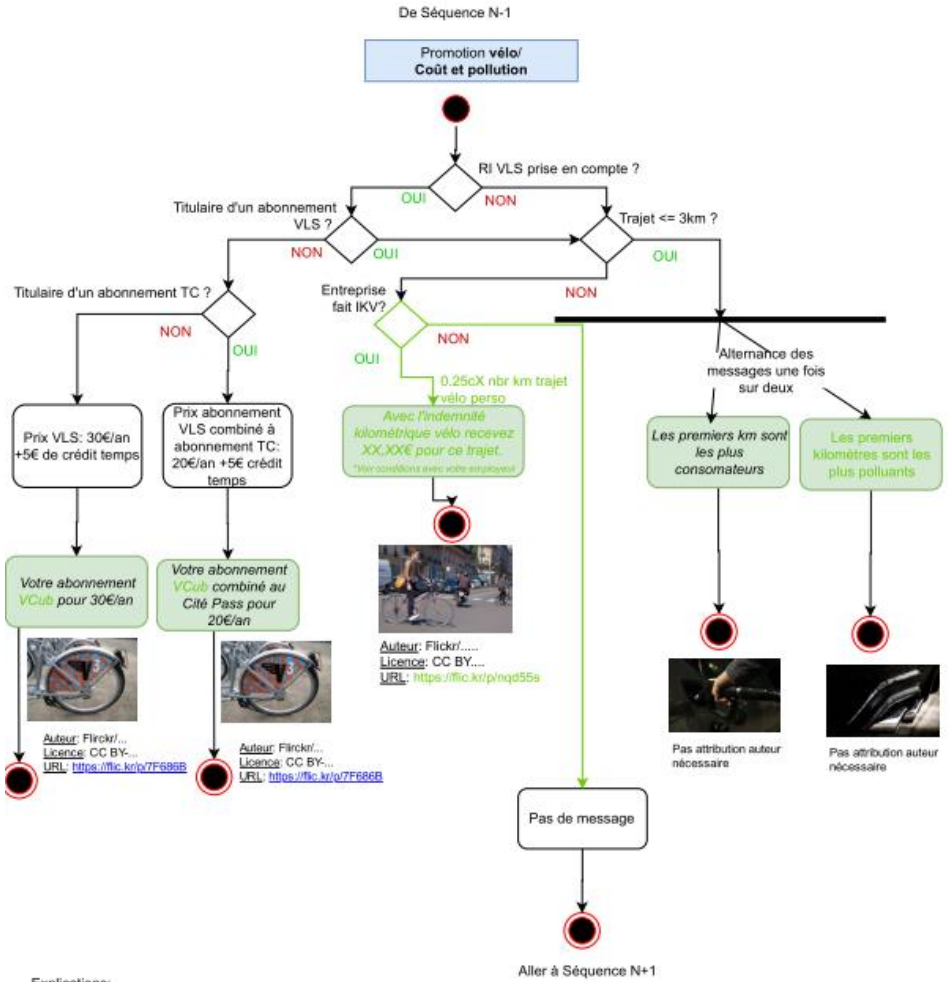 De Séquence N-1
Promotion vélo/
Coût et pollution
RI VLS prise en compte ?
OUI
NON
Titulaire d'un abonnement
VLS ?
NON
OUI
Trajet <= 3km ?
OUI
NON
Titulaire d'un abonnement TC ?
NON
OUI
Entreprise
fait IKV?
OUI
NON
0.25cX nbr km trajet
vélo perso
Alternance des
messages une fois
sur deux
Prix VLS: 30€/an
+5€ de crédit temps
Prix abonnement
VLS combiné à
abonnement TC:
20€/an +5€ crédit
temps
Avec l'indemnité
kilométrique vélo recevez
XX,XX€ pour ce trajet.
*Voir conditions avec votre employeur
Les premiers km sont
les plus
consomateurs
Les premiers
kilomètres sont les
plus polluants
Votre abonnement
VCub pour 30€/an
Votre abonnement
VCub combiné au
Cité Pass pour
20€/an
Auteur: Flirckr/...
Licence: CC BY-...
URL: https://flic.kr/p/7F686B
Auteur: Flirckr/...
Licence: CC BY-...
URL: https://flic.kr/p/7F686B
Auteur: Flickr/.....
Licence: CC BY....
URL: https://flic.kr/p/nqd55s
Pas attribution auteur
nécessaire
Pas attribution auteur
nécessaire
Pas de message
Aller à Séquence N+1
Explications: